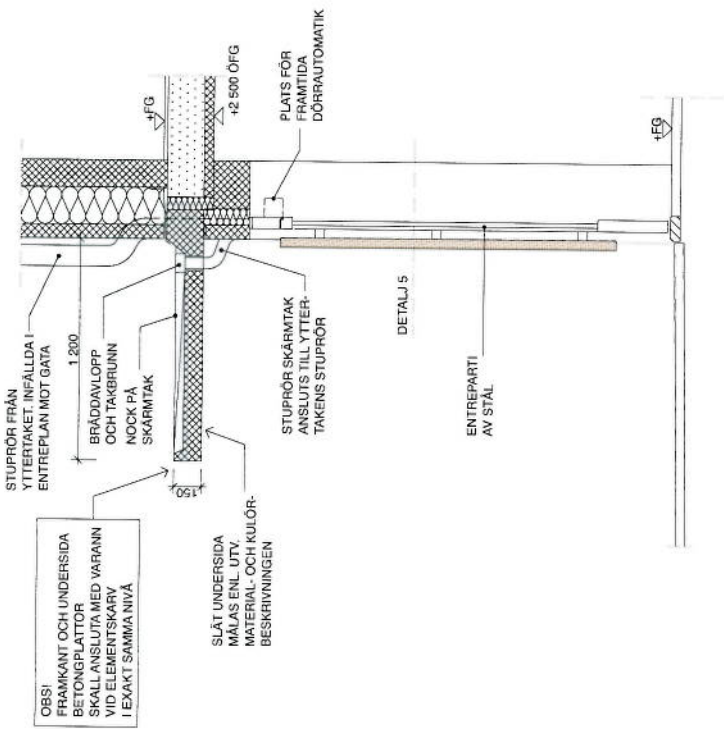 OBS!
FRAMKANT OCH UNDERSIDA
BETONGPLATTOR
SKALL ANSLUTA MED VARANN
VID ELEMENTSKARV
I EXAKT SAMMA NIVÅ
STUPRÖR FRÅN
YTTERTAKET. INFÄLLDA I
ENTREPLAN MOT GATA
1 200
BRÄDDAVLOPP
OCH TAKBRUNN
NOCK PÅ
SKÄRMTAK
150
SLÄT UNDERSIDA
MÅLAS ENL. UTV.
MATERIAL- OCH KULÖR-
BESKRIVNINGEN
STUPRÖR SKÄRMTAK
ANSLUTS TILL YTTER-
TAKENS STUPRÖR
+FG
+2 500 ÖFG
PLATS FÖR
FRAMTIDA
DÖRRAUTOMATIK
DETALJ 5
ENTREPARTI
AV STÅL
+FG